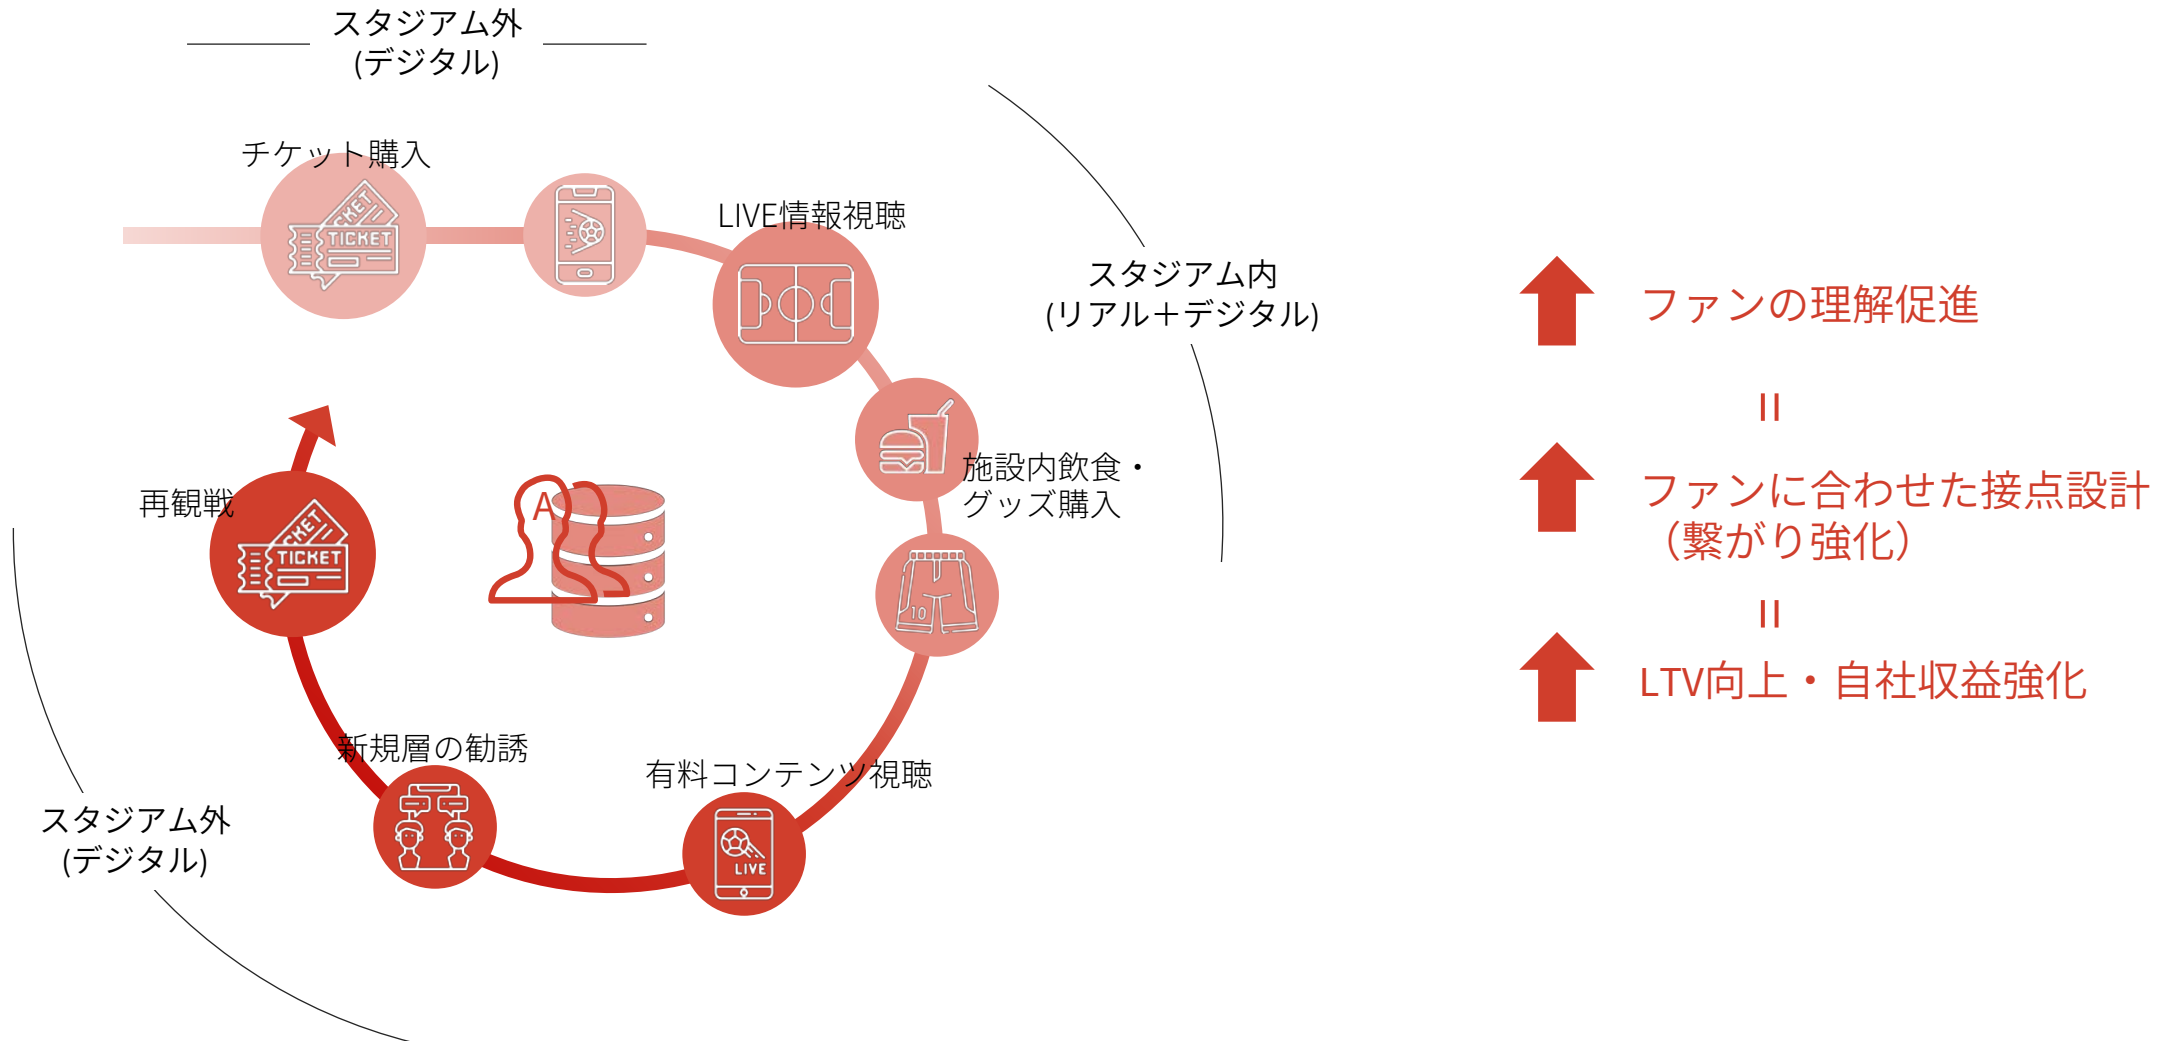 スタジアム外
(デジタル)
チケット購入
TICKET
TICKET
LIVE情報視聴
スタジアム内
(リアル＋デジタル)
施設内飲食・
グッズ購入
10
再観戦
TICKET
TICKET
A
新規層の勧誘
有料コンテンツ視聴
LIVE
スタジアム外
(デジタル)
ファンの理解促進
=
ファンに合わせた接点設計
（繋がり強化）
=
LTV向上・自社収益強化